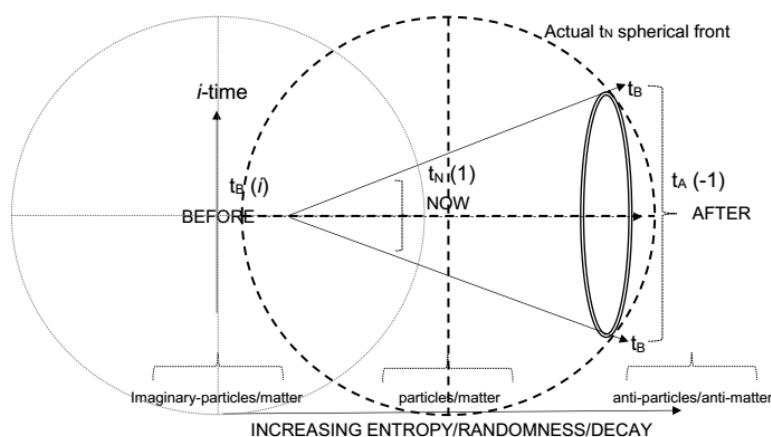 Actual tN spherical front
i-time
tB
tB (i)
tN (1)
tA (-1)
BEFORE
NOW
AFTER
tB
Imaginary-particles/matter
particles/matter
anti-particles/anti-matter
INCREASING ENTROPY/RANDOMNESS/DECAY